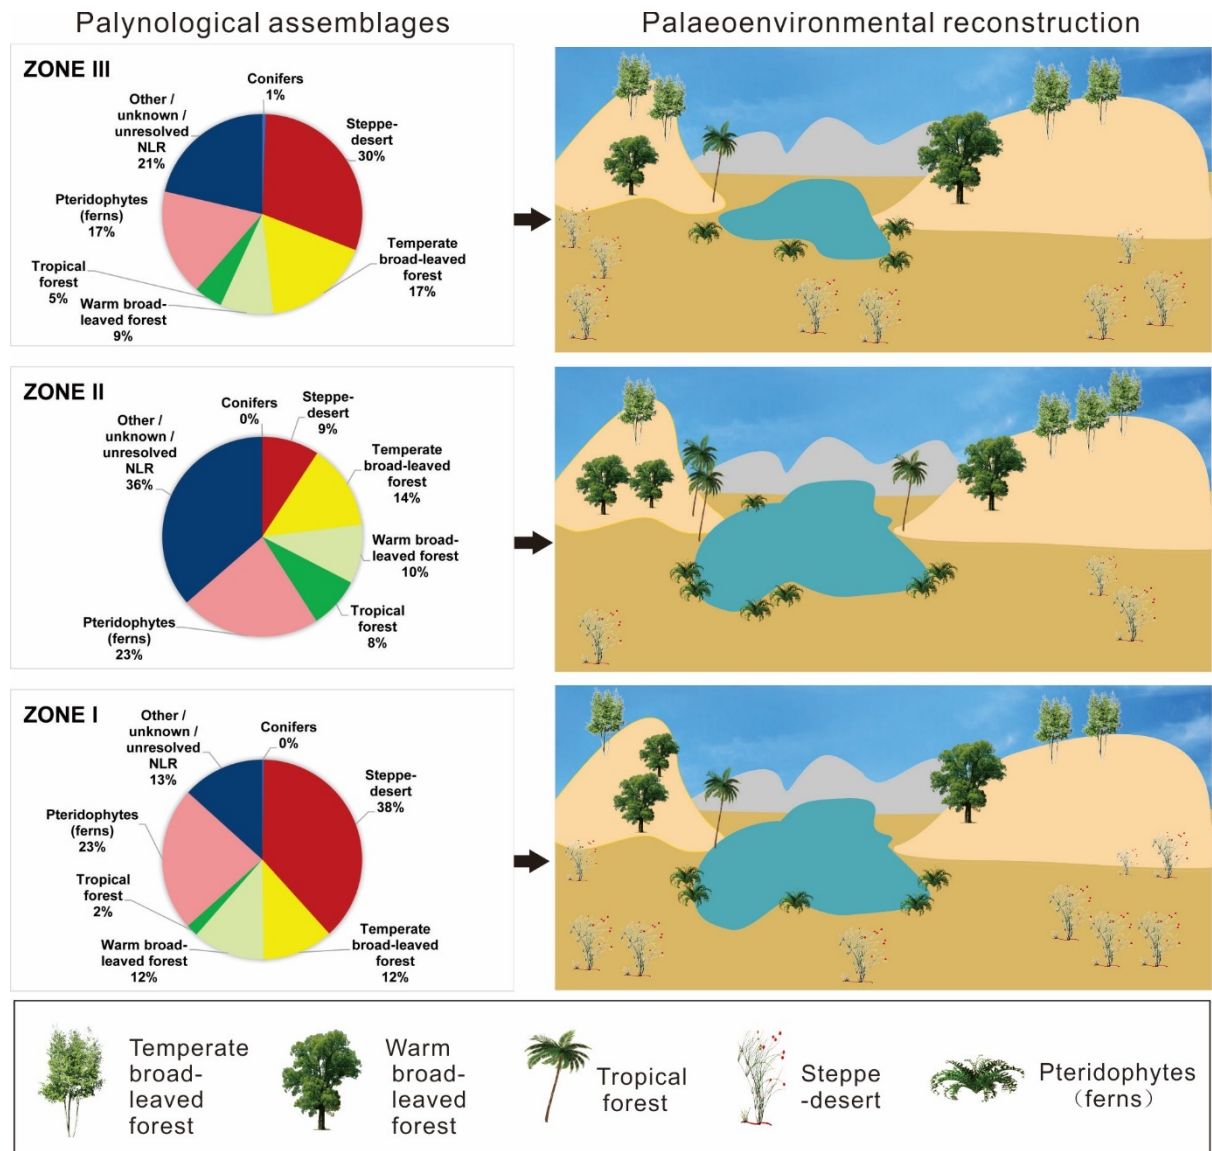 Palynological assemblages
Palaeoenvironmental reconstruction
ZONE III
Conifers
1%
Other /
unknown /
unresolved
NLR
21%
Steppe-
desert
30%
Pteridophytes
(ferns)
17%
Temperate
broad-leaved
forest
17%
Tropical
forest
5%
Warm broad-
leaved forest
9%
ZONE II
Conifers
0%
Steppe-
desert
9%
Other /
unknown /
unresolved
NLR
36%
Temperate
broad-leaved
forest
14%
Warm broad-
leaved forest
10%
Tropical
forest
8%
Pteridophytes
(ferns)
23%
ZONE I
Other /
unknown /
unresolved
NLR
13%
Conifers
0%
Steppe-
desert
38%
Pteridophytes
(ferns)
23%
Tropical
forest
2%
Warm broad-
leaved forest
12%
Temperate
broad-leaved
forest
12%
Temperate
broad-
leaved
forest
Warm
broad-
leaved
forest
Tropical
forest
Steppe
-desert
Pteridophytes
（ferns）